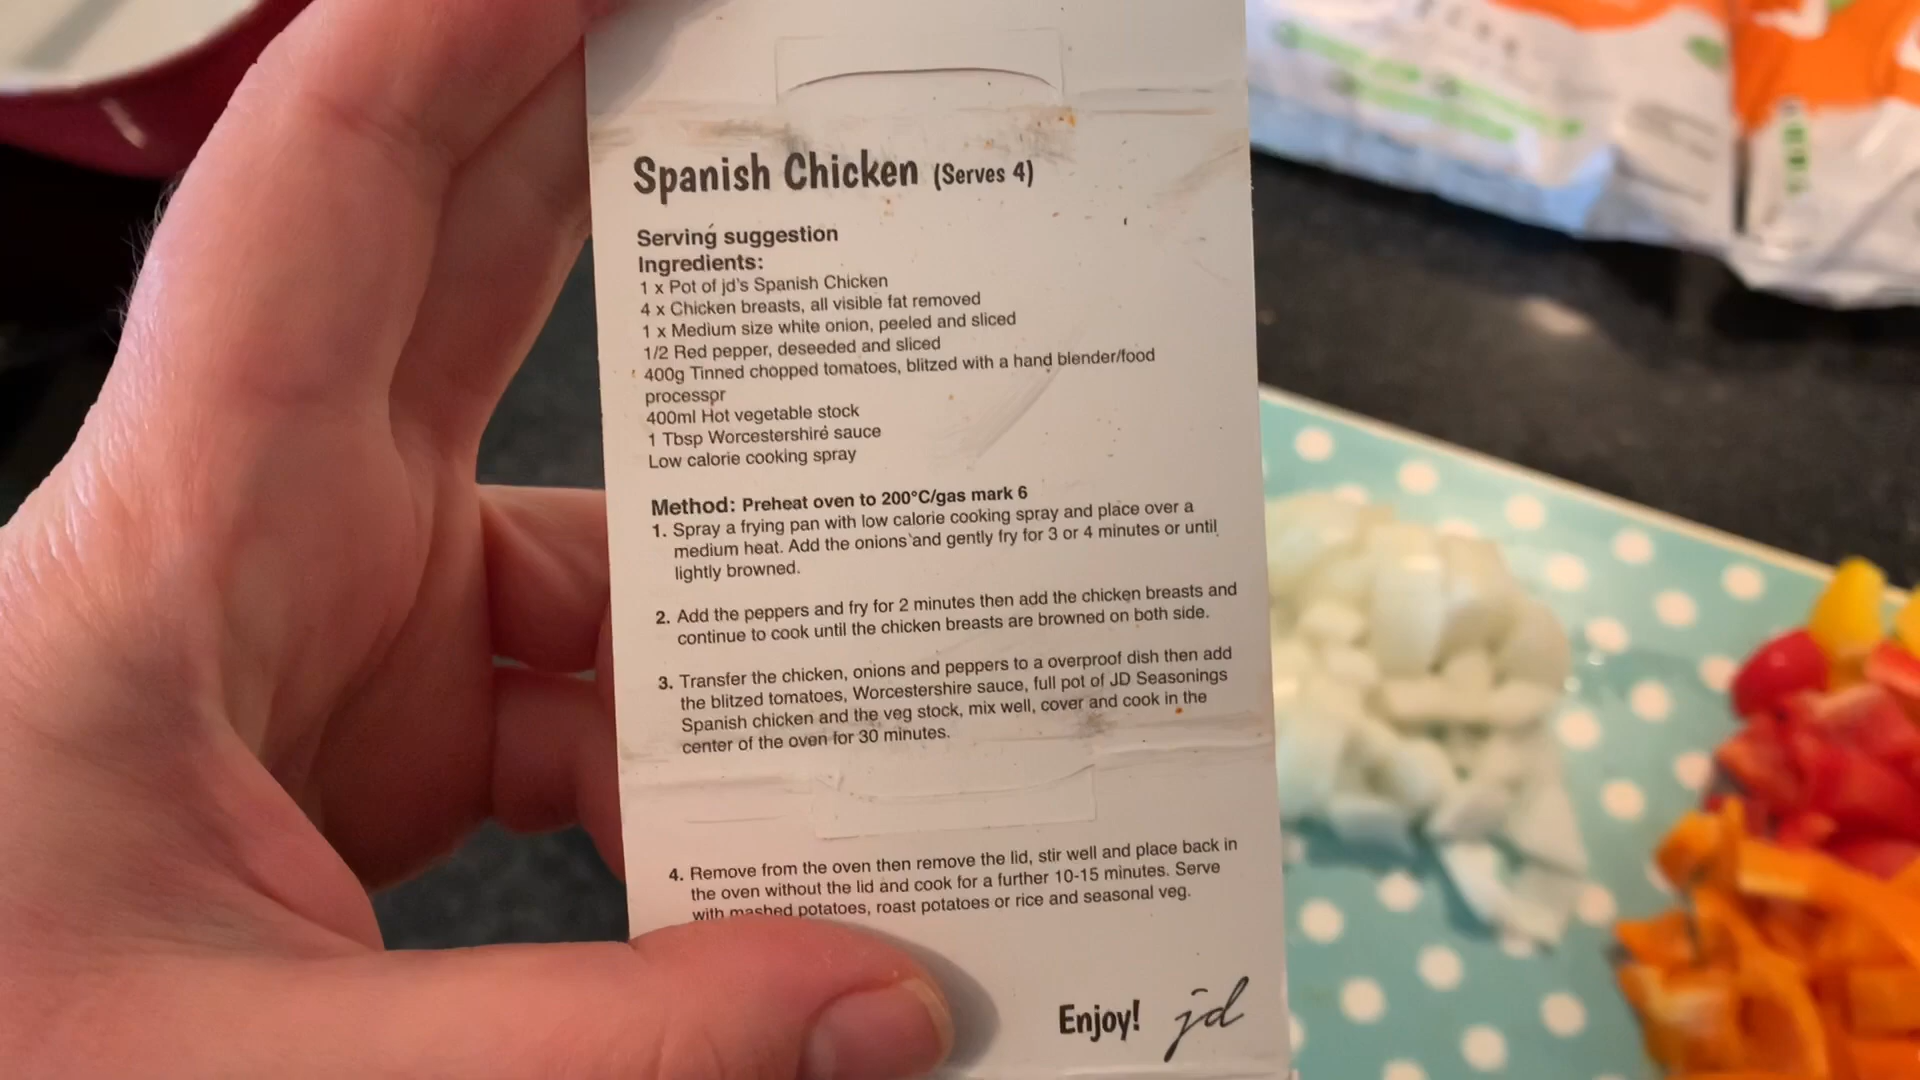 Spanish Chicken (Serves 4)
Serving suggestion
Ingredients:
1 x Pot of jd's Spanish Chicken
4 x Chicken breasts, all visible fat removed
1 x Medium size white onion, peeled and sliced
1/2 Red pepper, deseeded and sliced
400g Tinned chopped tomatoes, blitzed with a hand blender/food
processor
400ml Hot vegetable stock
1 Tbsp Worcestershire sauce
Low calorie cooking spray
Method: Preheat oven to 200°C/gas mark 6
1. Spray a frying pan with low calorie cooking spray and place over a
medium heat. Add the onions and gently fry for 3 or 4 minutes or until
lightly browned.
2. Add the peppers and fry for 2 minutes then add the chicken breasts and
continue to cook until the chicken breasts are browned on both side.
3. Transfer the chicken, onions and peppers to a overproof dish then add
the blitzed tomatoes, Worcestershire sauce, full pot of JD Seasonings
Spanish chicken and the veg stock, mix well, cover and cook in the
center of the oven for 30 minutes.
4. Remove from the oven then remove the lid, stir well and place back in
the oven without the lid and cook for a further 10-15 minutes. Serve
with mashed potatoes, roast potatoes or rice and seasonal veg.
Enjoy! jd